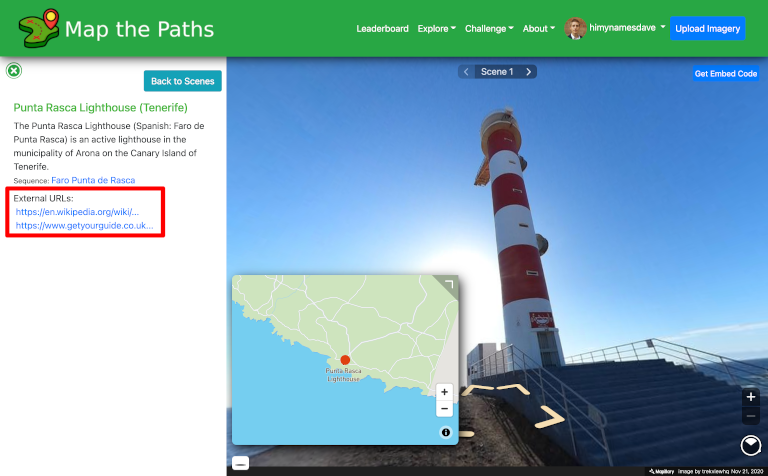 Map the Paths
Leaderboard Explore Challenge About himynamesdave Upload Imagery
Back to Scenes
Punta Rasca Lighthouse (Tenerife)
The Punta Rasca Lighthouse (Spanish: Faro de
Punta Rasca) is an active lighthouse in the
municipality of Arona on the Canary Island of
Tenerife.
Sequence: Faro Punta de Rasca
External URLs:
https://en.wikipedia.org/wiki/...
https://www.getyourguide.co.uk...
Scene 1
Get Embed Code
Punta Rasca
Lighthouse
Mapillary Image by trekviewhq Nov 21, 2020